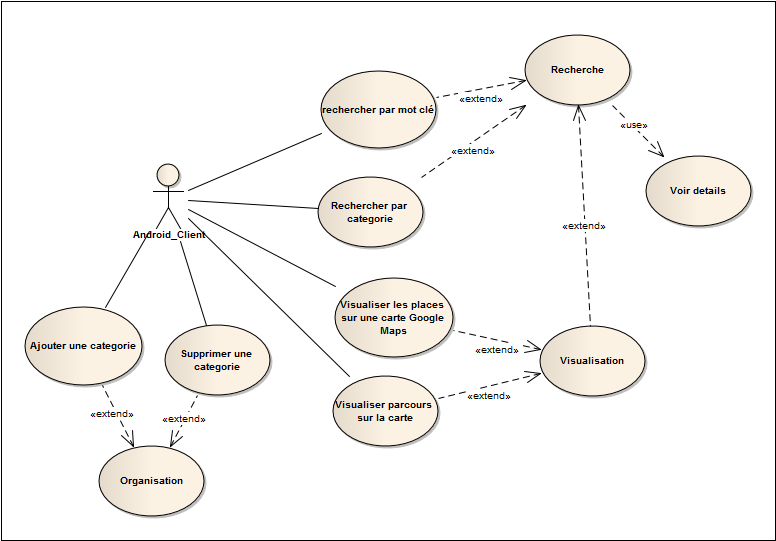 Recherche
rechercher par mot clé
«extend»
«use»
«extend»
Voir details
Rechercher par
categorie
Android_Client
«extend»
Visualiser les places
sur une carte Google
Maps
Ajouter une categorie
Supprimer une
categorie
«extend»
Visualisation
«extend»
Visualiser parcours
sur la carte
«extend»
«extend»
Organisation